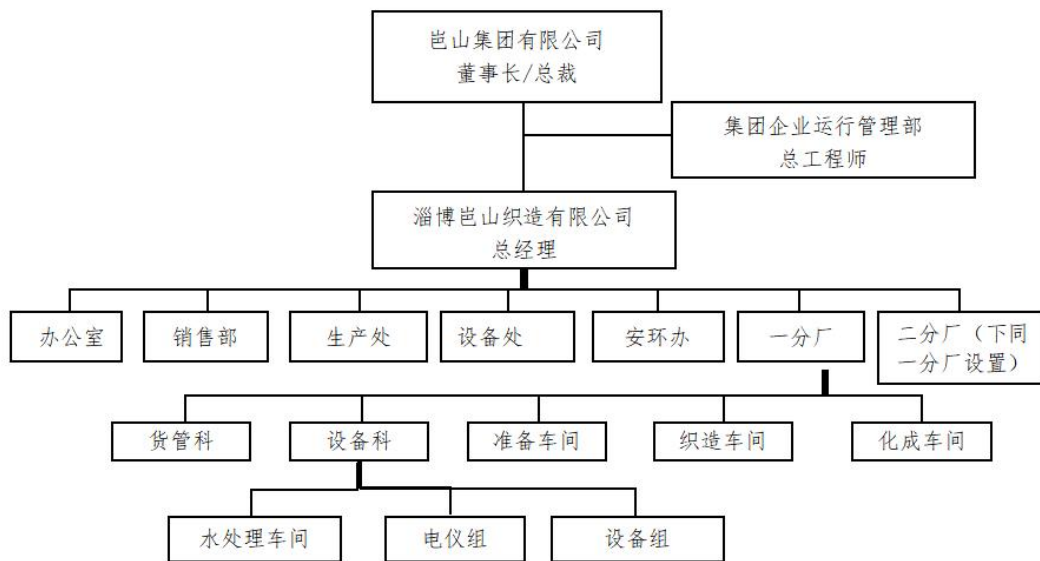 岜山集团有限公司
董事长/总裁
集团企业运行管理部
总工程师
淄博岜山织造有限公司
总经理
办公室
销售部
生产处
设备处
安环办
一分厂
二分厂（下同
一分厂设置）
货管科
设备科
准备车间
织造车间
化成车间
水处理车间
电仪组
设备组